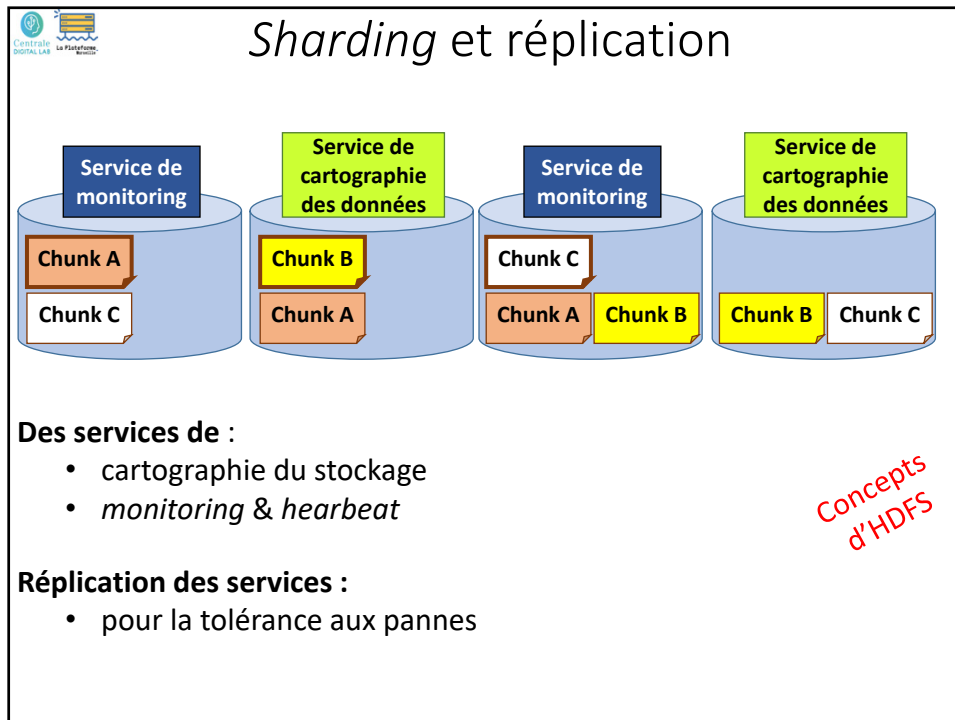 Centrale
DIGITAL LAB
La Plateforme_
Marseille
Sharding et réplication
Service de
monitoring
Service de
cartographie
des données
Service de
monitoring
Service de
cartographie
des données
Chunk A
Chunk C
Chunk B
Chunk A
Chunk C
Chunk A
Chunk B
Chunk B
Chunk C
Des services de :
• cartographie du stockage
• monitoring & hearbeat
Concepts
d'HDFS
Réplication des services :
• pour la tolérance aux pannes